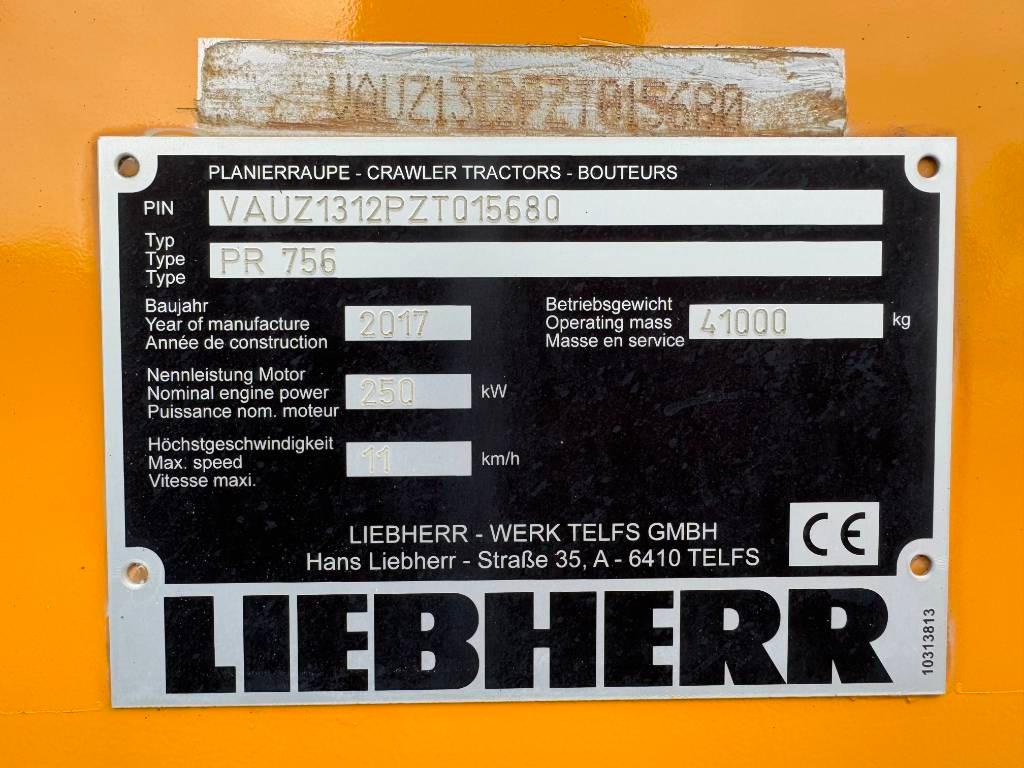 VAUZ1312PZT015680
PLANIERRAUPE - CRAWLER TRACTORS - BOUTEURS
PIN VAUZ1312PZT015680
Typ
Type PR 756
Type
Baujahr
Year of manufacture 2017
Année de construction
Betriebsgewicht
Operating mass 41000 kg
Masse en service
Nennleistung Motor
Nominal engine power 250 kW
Puissance nom. moteur
Höchstgeschwindigkeit
Max. speed 11 km/h
Vitesse maxi.
LIEBHERR - WERK TELFS GMBH
Hans Liebherr - Straße 35, A - 6410 TELFS
CE
LIEBHERR
10313813